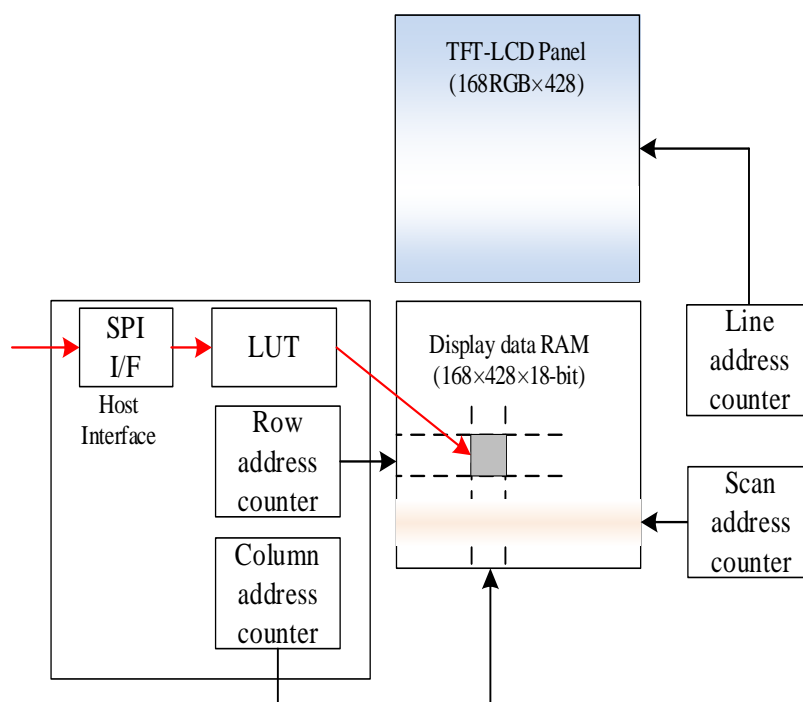 TFT-LCD Panel
(168RGB×428)
SPI
I/F
Host
Interface
LUT
Display data RAM
(168×428×18-bit)
Line
address
counter
Row
address
counter
Scan
address
counter
Column
address
counter